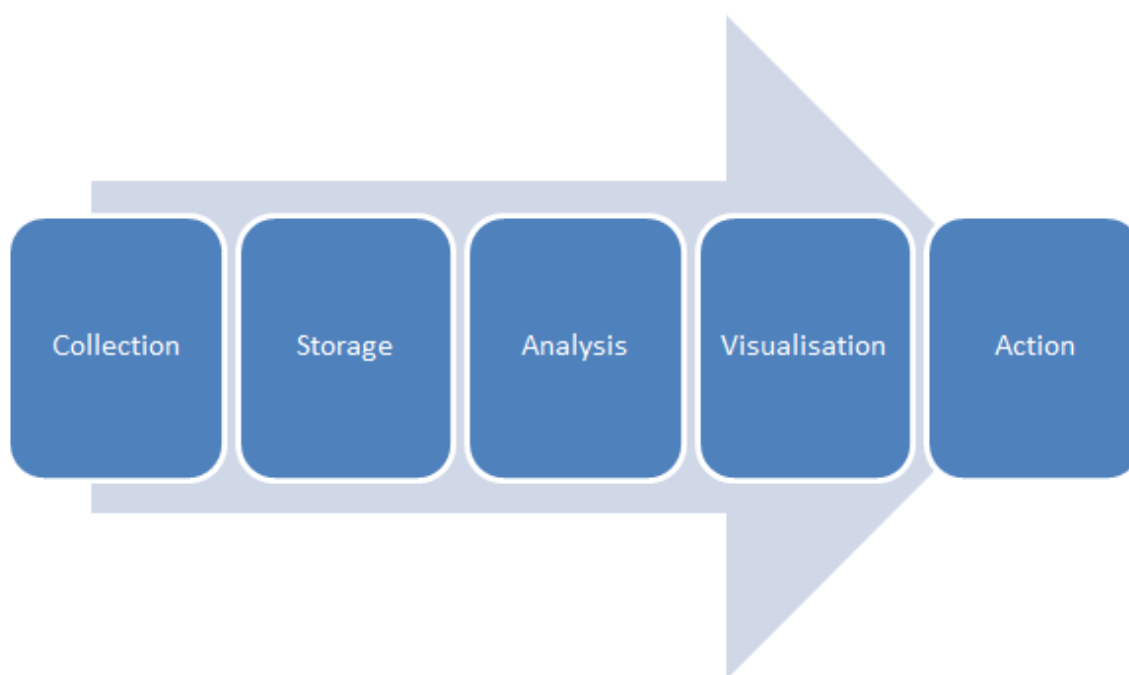 Collection
Storage
Analysis
Visualisation
Action